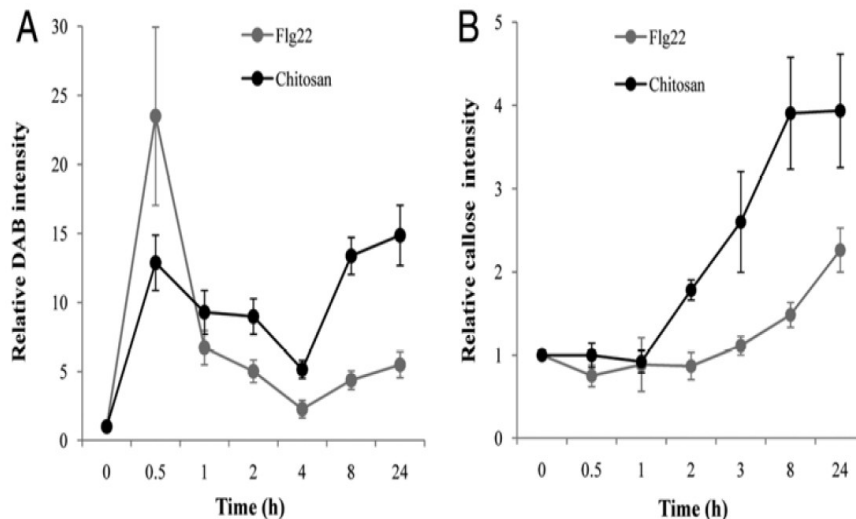 A
Relative DAB intensity
30
25
20
15
10
5
0
Flg22
Chitosan
0 0.5 1 2 4 8 24
Time (h)
B
Relative callose intensity
5
4
3
2
1
0
Flg22
Chitosan
0 0.5 1 2 3 8 24
Time (h)